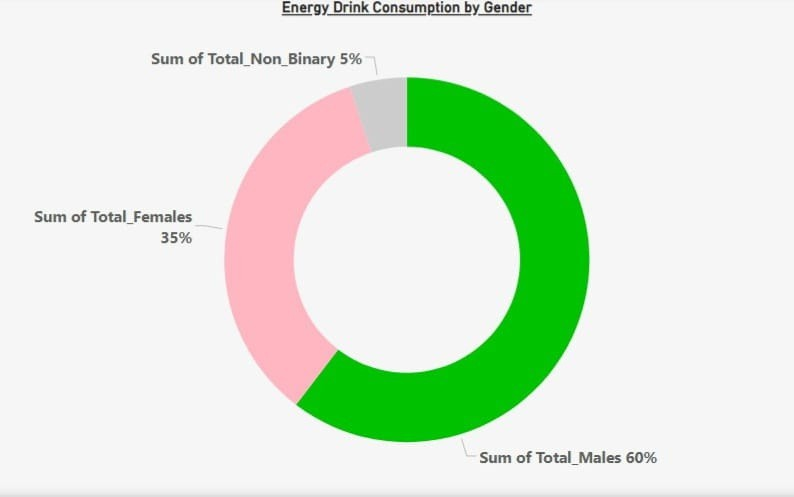 Energy Drink Consumption by Gender
Sum of Total_Non_Binary 5%
Sum of Total_Females
35%
Sum of Total_Males 60%